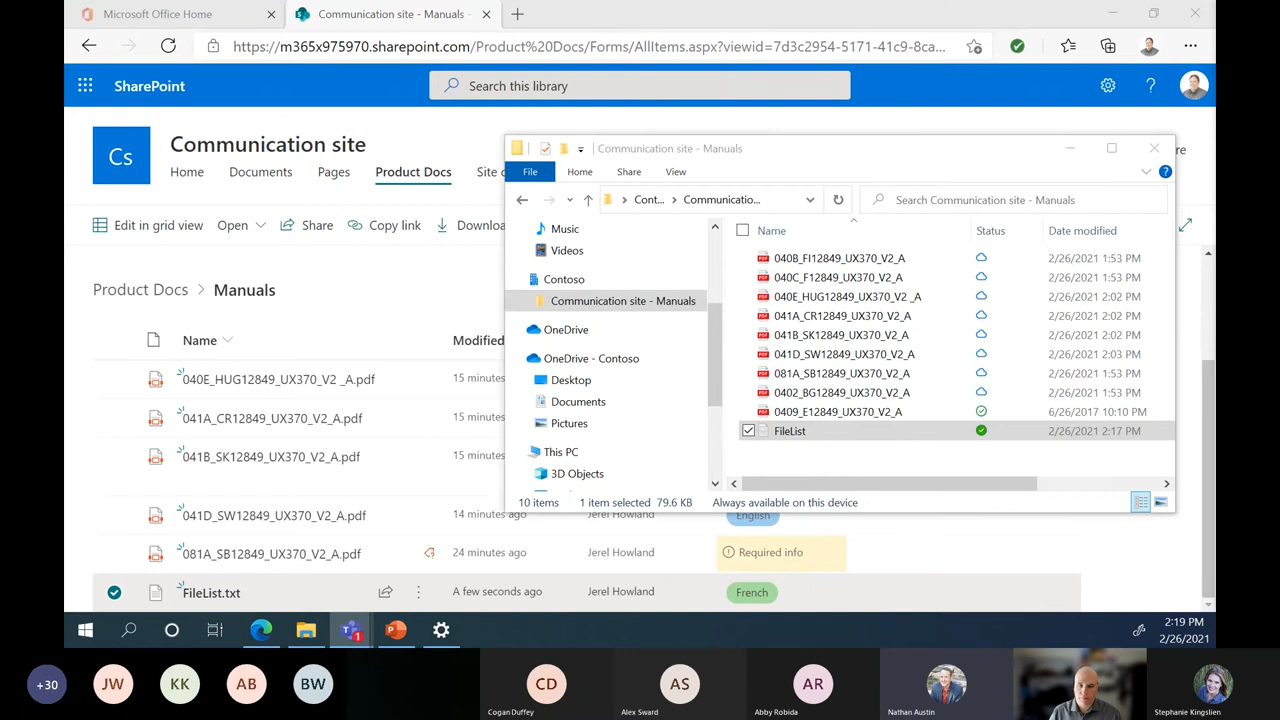 Microsoft Office Home
Communication site - Manuals -
https://m365x975970.sharepoint.com/Product%20Docs/Forms/AllItems.aspx?viewid=7d3c2954-5171-41c9-8ca...
SharePoint
Search this library
Cs
Communication site
Home
Documents
Pages
Product Docs
Site
Edit in grid view
Open
Share
Copy link
Product Docs > Manuals
Name
Modified
040E_HUG12849_UX370_V2 _A.pdf
15 minutes
041A_CR12849_UX370_V2_A.pdf
15 minutes
041B_SK12849_UX370_V2_A.pdf
15 minutes
041D_SW12849_UX370_V2_A.pdf
14 minutes ago
Jerel Howland
English
081A_SB12849_UX370_V2_A.pdf
24 minutes ago
Jerel Howland
Required info
FileList.txt
A few seconds ago
Jerel Howland
French
Communication site - Manuals
File
Home
Share
View
Cont... > Communicatio...
Search Communication site - Manuals
Music
Videos
Contoso
Communication site - Manuals
OneDrive
OneDrive - Contoso
Desktop
Documents
Pictures
This PC
3D Objects
Name
Status
Date modified
040B_FI12849_UX370_V2_A
2/26/2021 1:53 PM
040C_F12849_UX370_V2_A
2/26/2021 1:53 PM
040E_HUG12849_UX370_V2 _A
2/26/2021 2:02 PM
041A_CR12849_UX370_V2_A
2/26/2021 2:02 PM
041B_SK12849_UX370_V2_A
2/26/2021 2:02 PM
041D_SW12849_UX370_V2_A
2/26/2021 2:03 PM
081A_SB12849_UX370_V2_A
2/26/2021 1:53 PM
0402_BG12849_UX370_V2_A
2/26/2021 1:53 PM
0409_E12849_UX370_V2_A
6/26/2017 10:10 PM
FileList
2/26/2021 2:17 PM
10 items
1 item selected 79.6 KB
Always available on this device
2:19 PM
2/26/2021
+30
JW
KK
AB
BW
CD
Cogan Duffey
AS
Alex Sward
AR
Abby Robida
Nathan Austin
Stephanie Kingslien